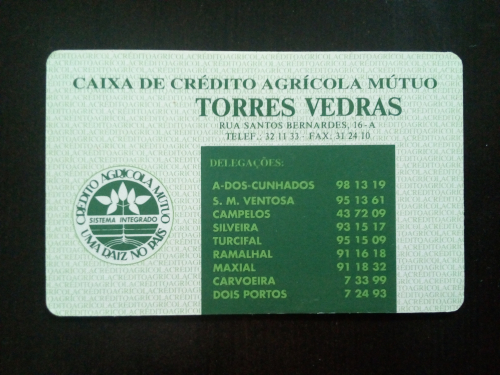 CAIXA DE CRÉDITO AGRÍCOLA MÚTUO
TORRES VEDRAS
RUA SANTOS BERNARDES, 16-A
TELEF.: 32 11 33 - FAX: 31 24 10
DELEGAÇÕES:
A-DOS-CUNHADOS 98 13 19
S. M. VENTOSA 95 13 61
CAMPELOS 43 72 09
SILVEIRA 93 15 17
TURCIFAL 95 15 09
RAMALHAL 91 16 18
MAXIAL 91 18 32
CARVOEIRA 7 33 99
DOIS PORTOS 7 24 93
CRÉDITO AGRÍCOLA MÚTUO
SISTEMA INTEGRADO
UMA RAIZ NO PAÍS